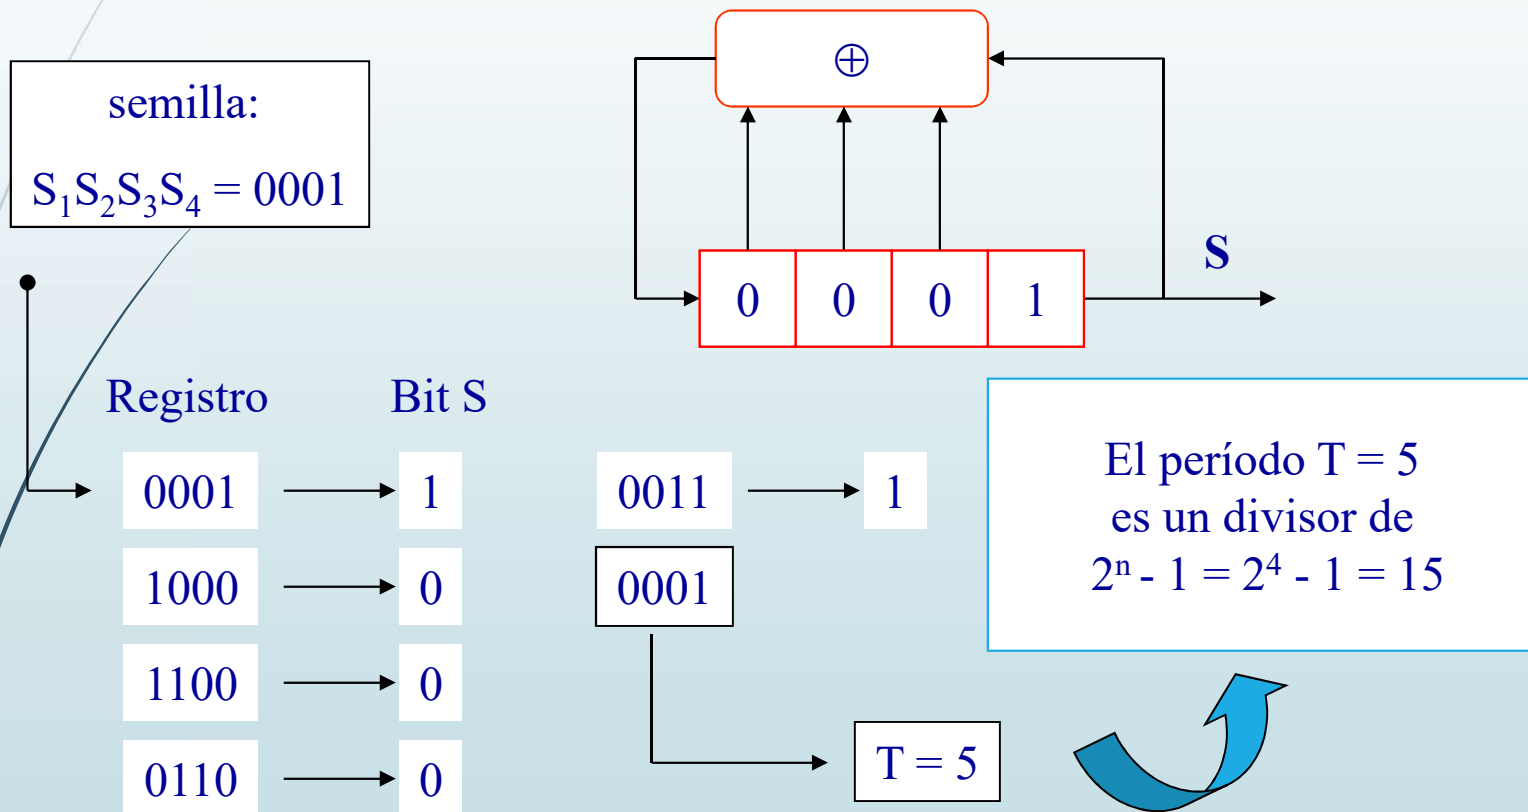 semilla:
S₁S₂S₃S₄ = 0001
⊕
0 0 0 1
S
Registro Bit S
0001 1
1000 0
1100 0
0110 0
0011 1
0001
T = 5
El período T = 5
es un divisor de
2ⁿ - 1 = 2⁴ - 1 = 15